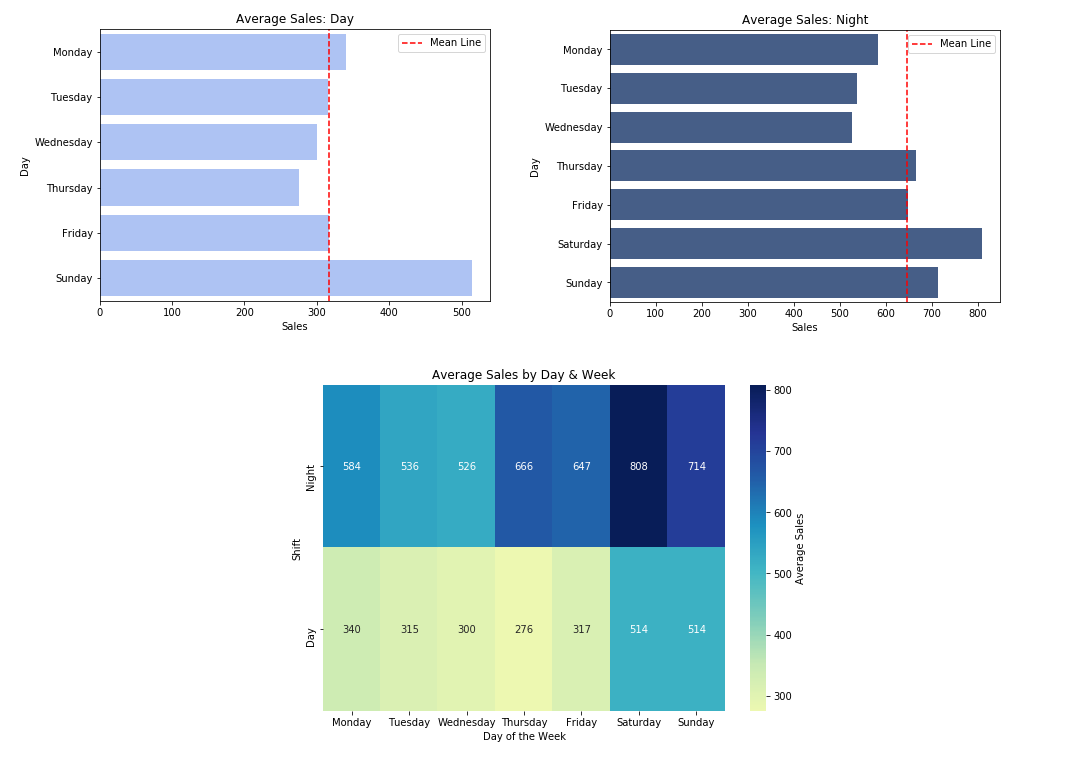 Average Sales: Day
Mean Line
Monday
Tuesday
Wednesday
Thursday
Friday
Sunday
Day
0 100 200 300 400 500
Sales
Average Sales: Night
Mean Line
Monday
Tuesday
Wednesday
Thursday
Friday
Saturday
Sunday
Day
0 100 200 300 400 500 600 700 800
Sales
Average Sales by Day & Week
Night
584 536 526 666 647 808 714
Shift
Day
340 315 300 276 317 514 514
Monday Tuesday Wednesday Thursday Friday Saturday Sunday
Day of the Week
800
700
600
500
400
300
Average Sales